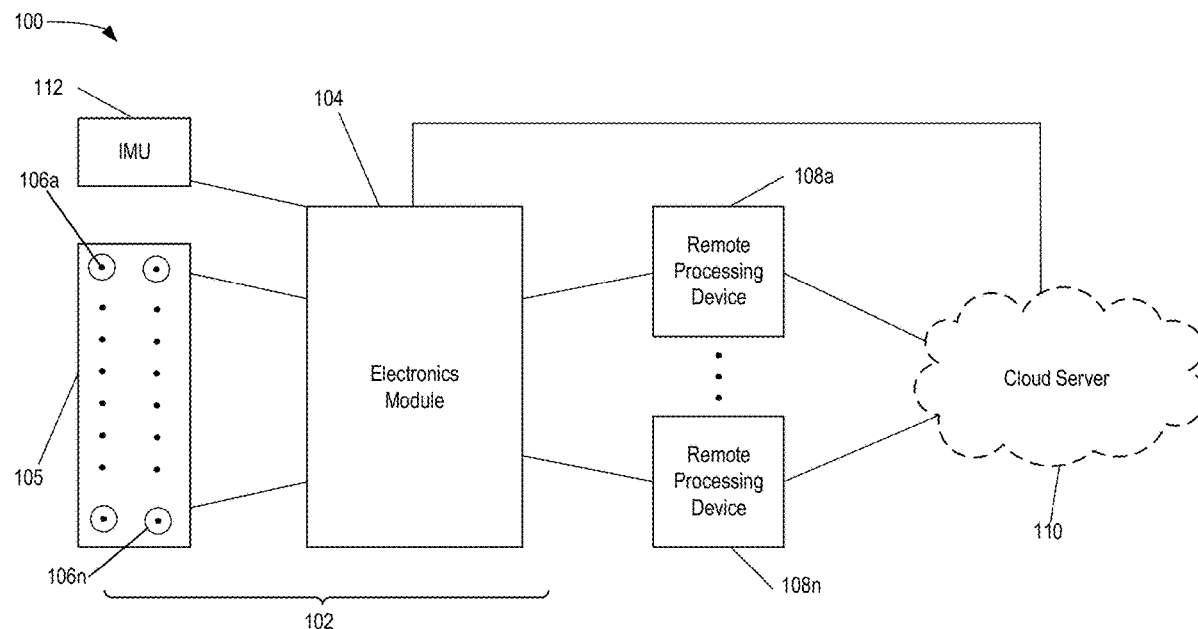 100
112
104
IMU
106a
108a
Remote
Processing
Device
Electronics
Module
Cloud Server
105
Remote
Processing
Device
110
106n
108n
102